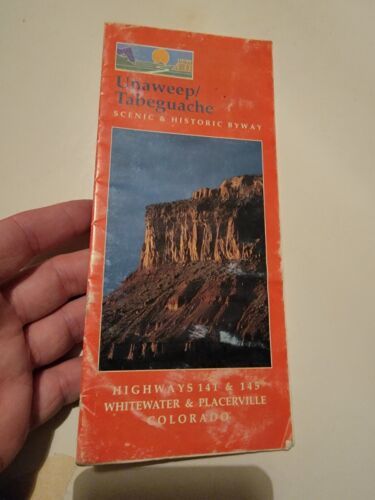 Unaweep/
Tabeguache
SCENIC & HISTORIC BYWAY
HIGHWAYS 141 & 145
WHITEWATER & PLACERVILLE
COLORADO